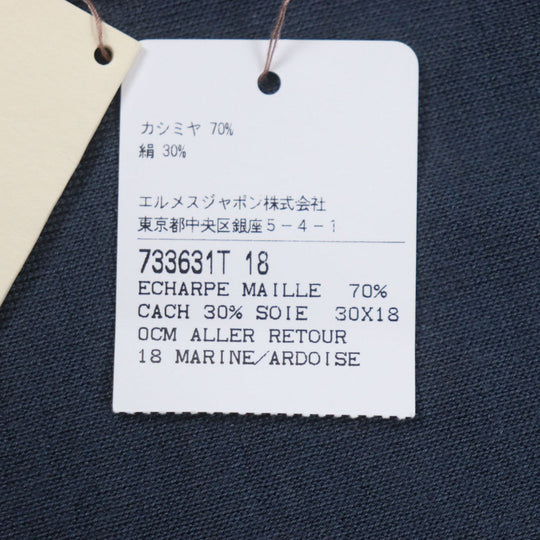 カシミヤ 70%
絹 30%
エルメスジャポン株式会社
東京都中央区銀座5-4-1
733631T 18
ECHARPE MAILLE 70%
CACH 30% SOIE 30X18
0CM ALLER RETOUR
18 MARINE/ARDOISE